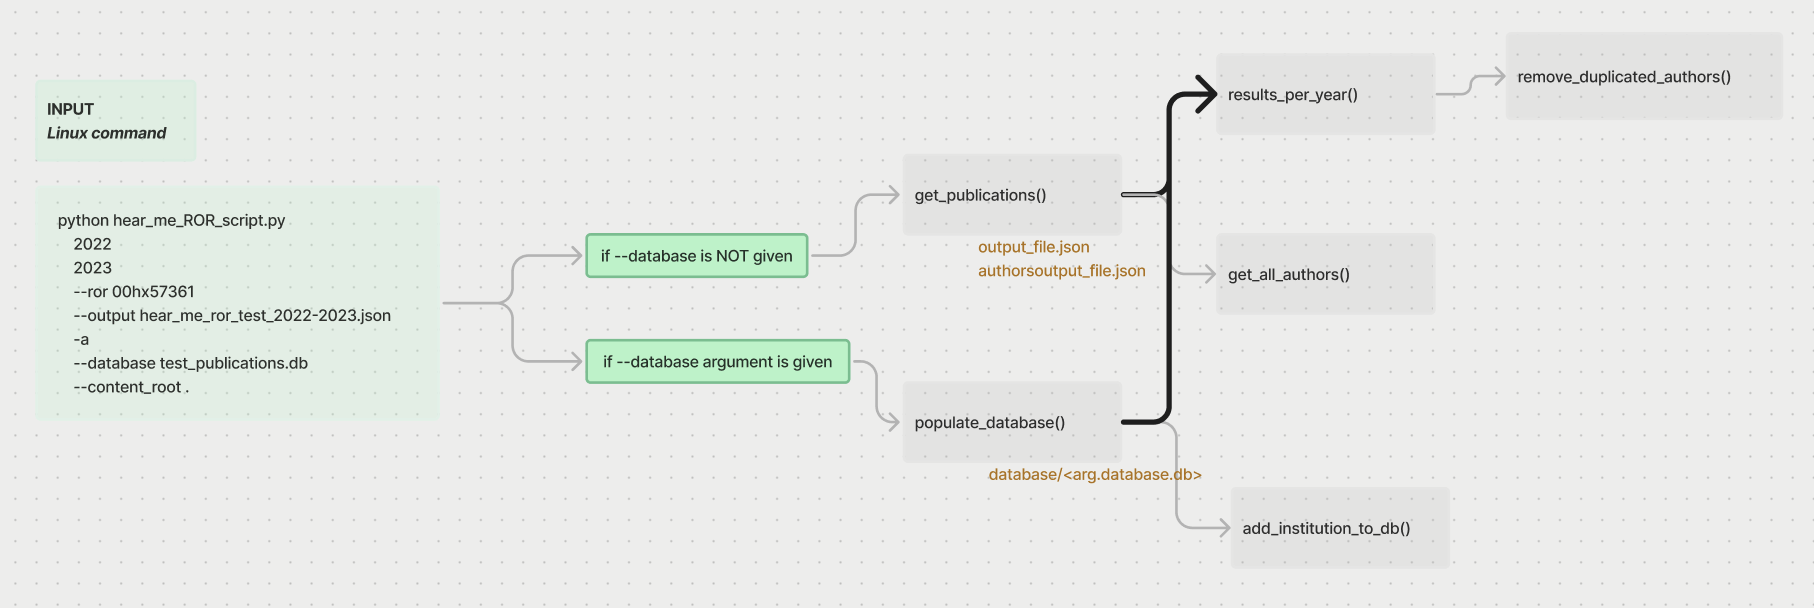 INPUT
Linux command
python hear_me_ROR_script.py
2022
2023
--ror 00hx57361
--output hear_me_ror_test_2022-2023.json
-a
--database test_publications.db
--content_root .
if --database is NOT given
if --database argument is given
get_publications()
output_file.json
authorsoutput_file.json
populate_database()
database/<arg.database.db>
results_per_year()
get_all_authors()
add_institution_to_db()
remove_duplicated_authors()